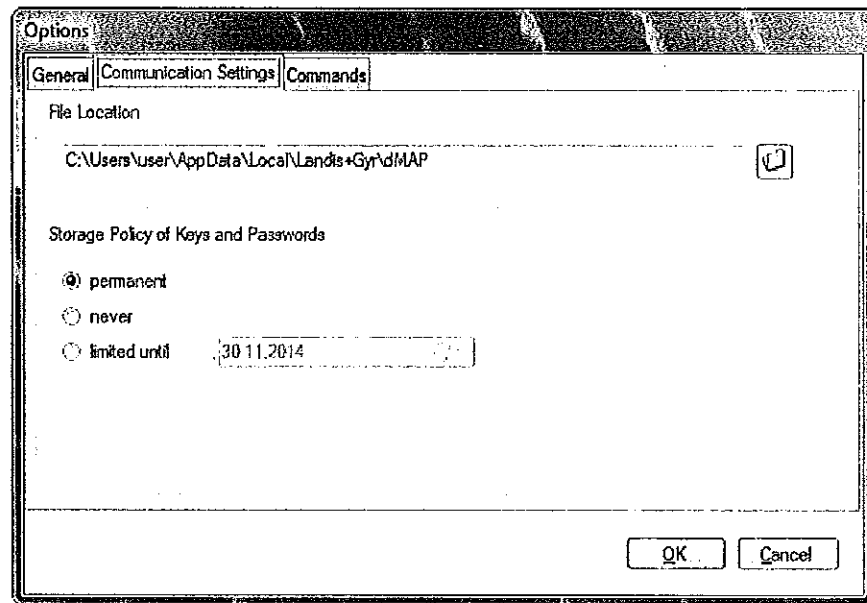 Options
General Communication Settings Commands
File Location
C:\Users\user\AppData\Local\Landis+Gyr\dMAP
Storage Policy of Keys and Passwords
permanent
never
limited until 30.11.2014
OK Cancel